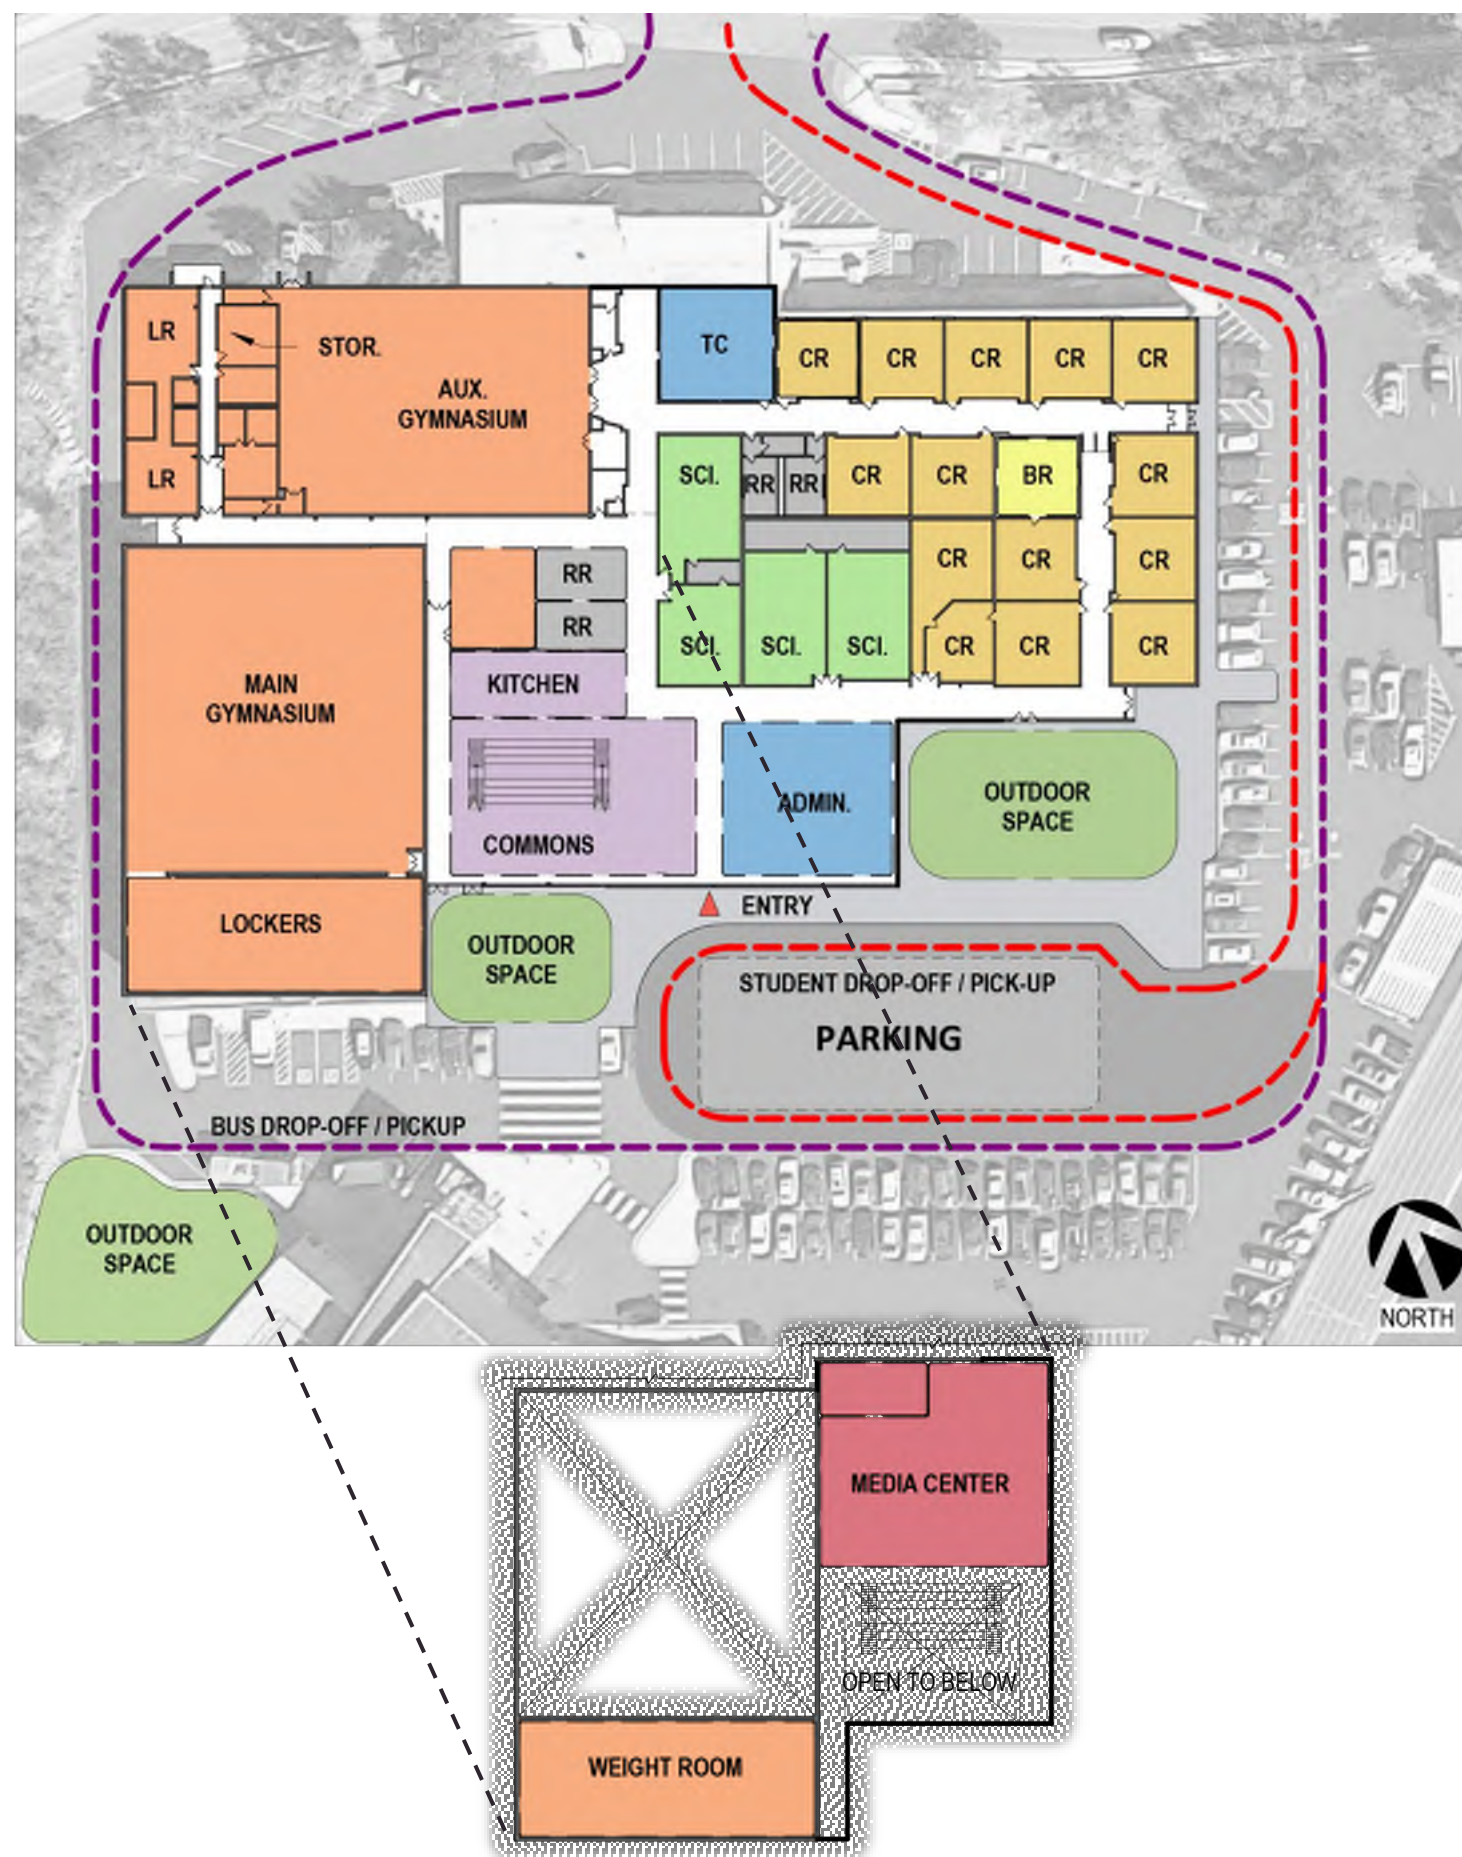 LR
STOR.
AUX.
GYMNASIUM
LR
TC
CR
CR
CR
CR
CR
SCI.
RR
RR
CR
CR
BR
CR
CR
CR
CR
RR
RR
SCI.
SCI.
SCI.
CR
CR
CR
KITCHEN
MAIN
GYMNASIUM
COMMONS
ADMIN.
OUTDOOR
SPACE
LOCKERS
OUTDOOR
SPACE
ENTRY
STUDENT DROP-OFF / PICK-UP
PARKING
BUS DROP-OFF / PICKUP
OUTDOOR
SPACE
NORTH
MEDIA CENTER
OPEN TO BELOW
WEIGHT ROOM